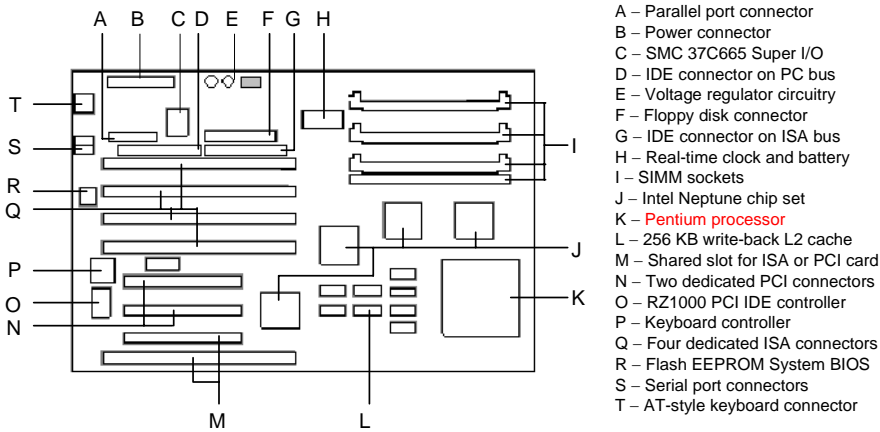 A B C D E F G H
T
S
R
Q
P
O
N
M
L
I
J
K
A – Parallel port connector
B – Power connector
C – SMC 37C665 Super I/O
D – IDE connector on PC bus
E – Voltage regulator circuitry
F – Floppy disk connector
G – IDE connector on ISA bus
H – Real-time clock and battery
I – SIMM sockets
J – Intel Neptune chip set
K – Pentium processor
L – 256 KB write-back L2 cache
M – Shared slot for ISA or PCI card
N – Two dedicated PCI connectors
O – RZ1000 PCI IDE controller
P – Keyboard controller
Q – Four dedicated ISA connectors
R – Flash EEPROM System BIOS
S – Serial port connectors
T – AT-style keyboard connector